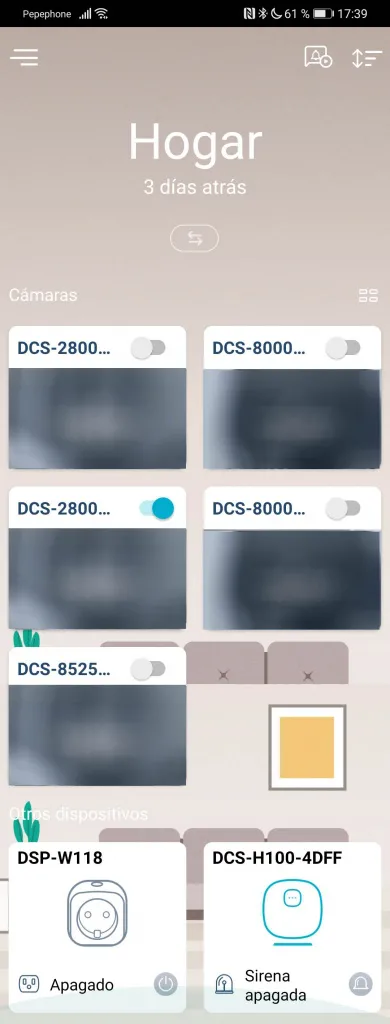 Pepephone 61 % 17:39
Hogar
3 días atrás
Cámaras
DCS-2800...
DCS-8000...
DCS-2800...
DCS-8000...
DCS-8525...
Otros dispositivos
DSP-W118
DCS-H100-4DFF
Apagado
Sirena
apagada